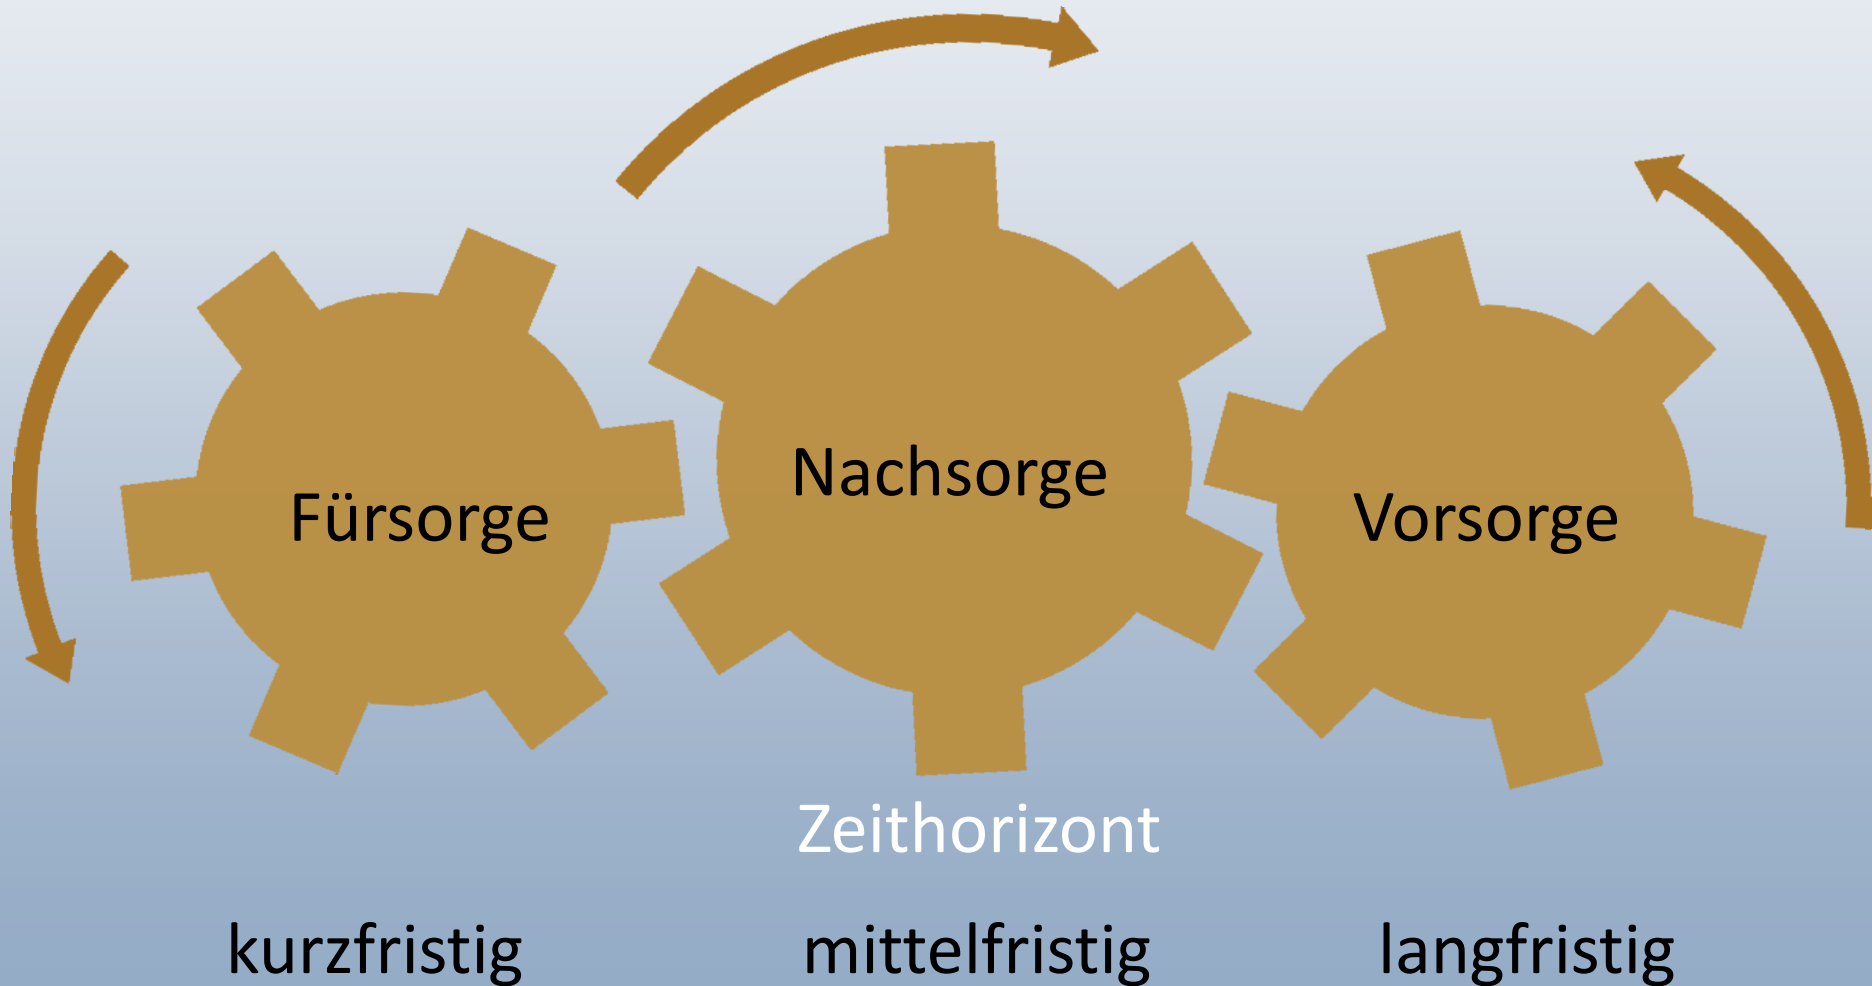 Fürsorge
Nachsorge
Vorsorge
Zeithorizont
kurzfristig
mittelfristig
langfristig